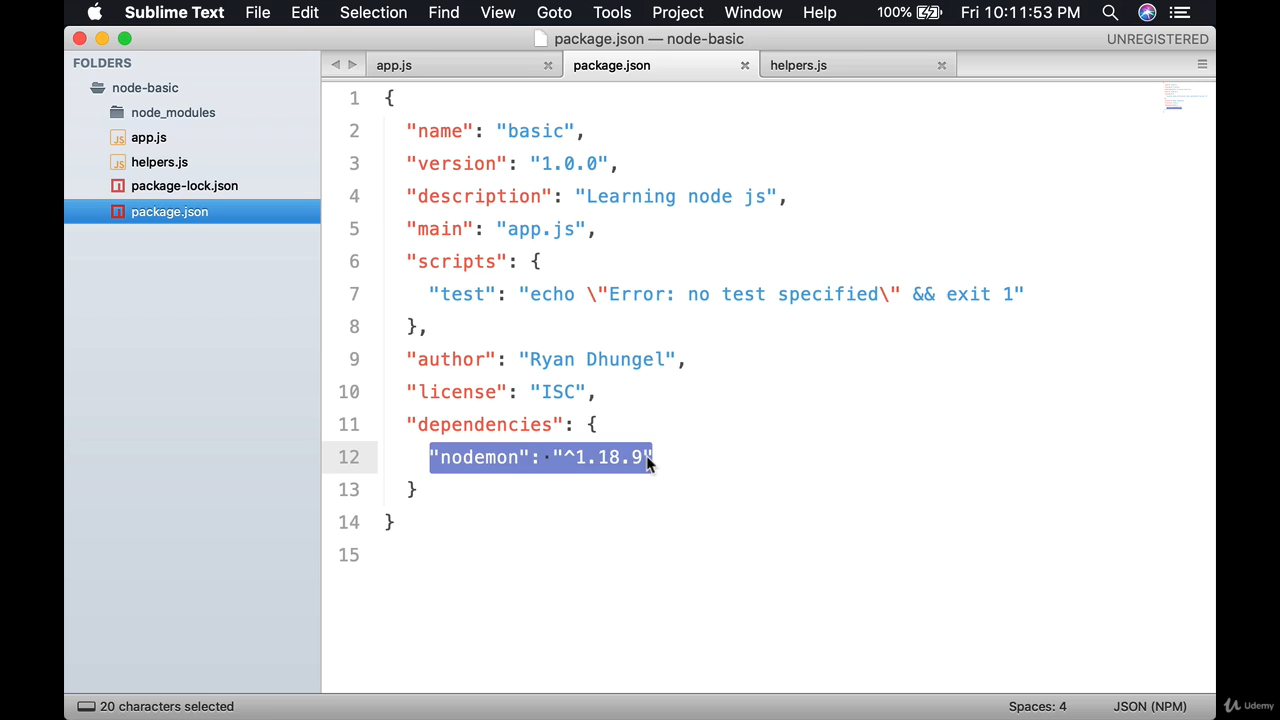 Sublime Text File Edit Selection Find View Goto Tools Project Window Help 100% Fri 10:11:53 PM
package.json — node-basic UNREGISTERED
FOLDERS
node-basic
node_modules
app.js
helpers.js
package-lock.json
package.json
app.js package.json helpers.js
1 {
2 "name": "basic",
3 "version": "1.0.0",
4 "description": "Learning node js",
5 "main": "app.js",
6 "scripts": {
7 "test": "echo \"Error: no test specified\" && exit 1"
8 },
9 "author": "Ryan Dhungel",
10 "license": "ISC",
11 "dependencies": {
12 "nodemon": "^1.18.9"
13 }
14 }
15
20 characters selected Spaces: 4 JSON (NPM)
Udemy